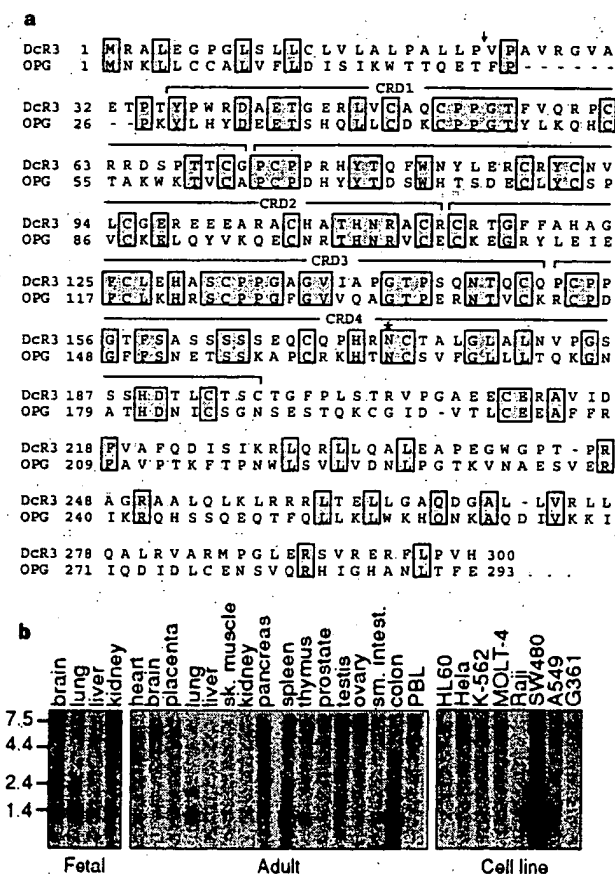 a
DcR3 1 M R A L E G P G L S L L C L V L A L P A L L P V P A V R G V A
OPG 1 M N K L L C C A L V F L D I S I K W T T Q E T F P - - - - - -
CRD1
DcR3 32 E T P T Y P W R D A E T G E R L V C A Q C P P G T F V Q R P C
OPG 26 - - P K Y L H Y D E E T S H Q L L C D K C P P G T Y L K Q H C
DcR3 63 R R D S P T T C G P C P P R H Y T Q F W N Y L E R C R Y C N V
OPG 55 T A K W K T V C A P C P D H Y Y T D S W H T S D E C L Y C S P
CRD2
DcR3 94 L C G E R E E E A R A C H A T H N R A C R C R T G F F A H A G
OPG 86 V C K E L Q Y V K Q E C N R T H N R V C E C K E G R Y L E I E
CRD3
DcR3 125 F C L E H A S C P P G A G V I A P G T P S Q N T Q C Q P C P P
OPG 117 F C L K H R S C P P G F G V V Q A G T P E R N T V C K R C P D
CRD4 *
DcR3 156 G T F S A S S S S S E Q C Q P H R N C T A L G L A L N V P G S
OPG 148 G F F S N E T S S K A P C R K H T N C S V F G L L L T Q K G N
DcR3 187 S S H D T L C T S C T G F P L S T R V P G A E E C E R A V I D
OPG 179 A T H D N I C S G N S E S T Q K C G I D - V T L C E E A F F R
DcR3 218 F V A F Q D I S I K R L Q R L L Q A L E A P E G W G P T - P R
OPG 209 F A V P T K F T P N W L S V L V D N L P G T K V N A E S V E R
DcR3 248 A G R A A L Q L K L R R R L T E L L G A Q D G A L - L V R L L
OPG 240 I K R Q H S S Q E Q T F Q L L K L W K H Q N K A Q D I V K K I
DcR3 278 Q A L R V A R M P G L E R S V R E R F L P V H 300
OPG 271 I Q D I D L C E N S V Q R H I G H A N L T F E 293 . . .
b
brain lung liver kidney heart brain placenta lung liver sk. muscle kidney pancreas spleen thymus prostate testis ovary sm. intest. colon PBL HL60 Hela K-562 MOLT-4 Raji SW480 A549 G361
7.5
4.4
2.4
1.4
Fetal Adult Cell line